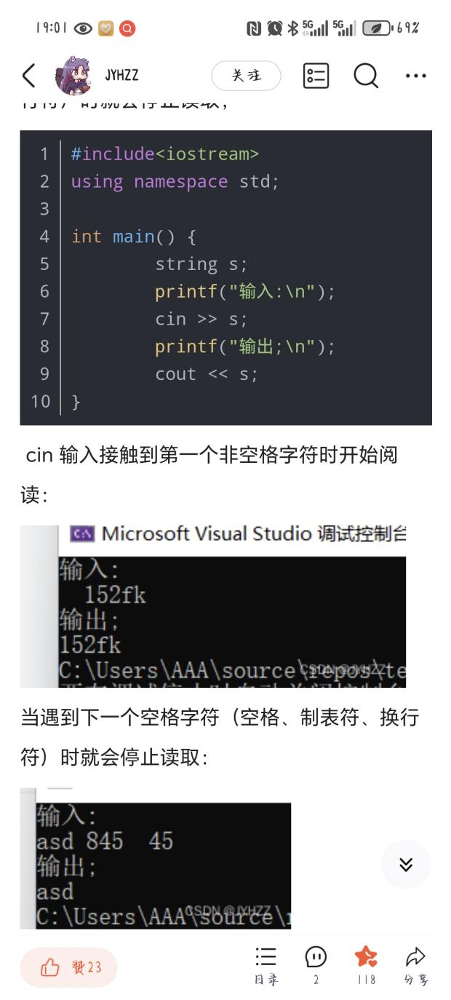 19:01 5G 5G 69%
JYHZZ 关注
符符）时就会停止读取，
1 #include<iostream>
2 using namespace std;
3
4 int main() {
5 string s;
6 printf("输入:\n");
7 cin >> s;
8 printf("输出;\n");
9 cout << s;
10 }
cin 输入接触到第一个非空格字符时开始阅
读：
Microsoft Visual Studio 调试控制台
输入:
152fk
输出;
152fk
C:\Users\AAA\source\repos\te
CSDN @JYHZZ
当遇到下一个空格字符（空格、制表符、换行
符）时就会停止读取：
输入:
asd 845 45
输出;
asd
C:\Users\AAA\source\r
CSDN @JYHZZ
赞23 目录 2 118 分享